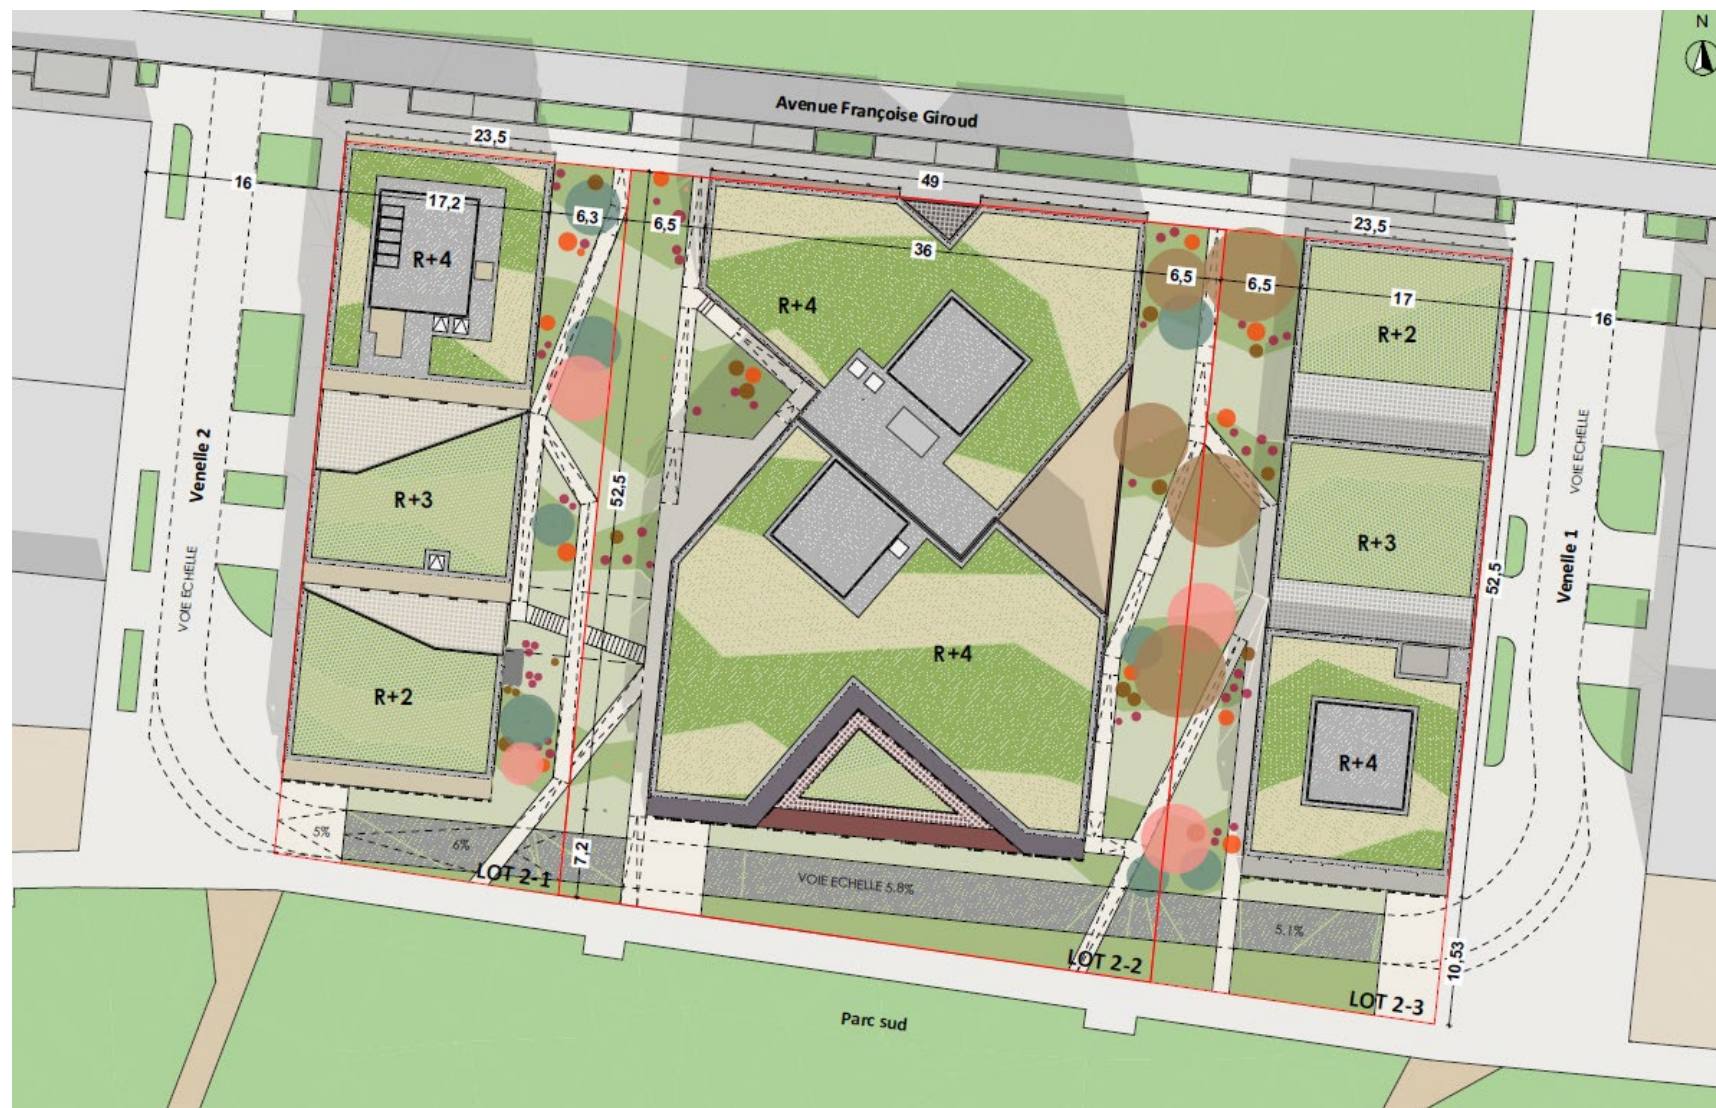 N
Avenue Françoise Giroud
23,5
49
23,5
16
17,2
6,3
6,5
36
6,5
6,5
17
16
R+4
R+4
R+2
R+3
R+3
R+4
R+2
R+4
52,5
52,5
Venelle 2
VOIE ECHELLE
Venelle 1
VOIE ECHELLE
5%
6%
7,2
VOIE ECHELLE 5.8%
5.1%
10,53
LOT 2-1
LOT 2-2
LOT 2-3
Parc sud